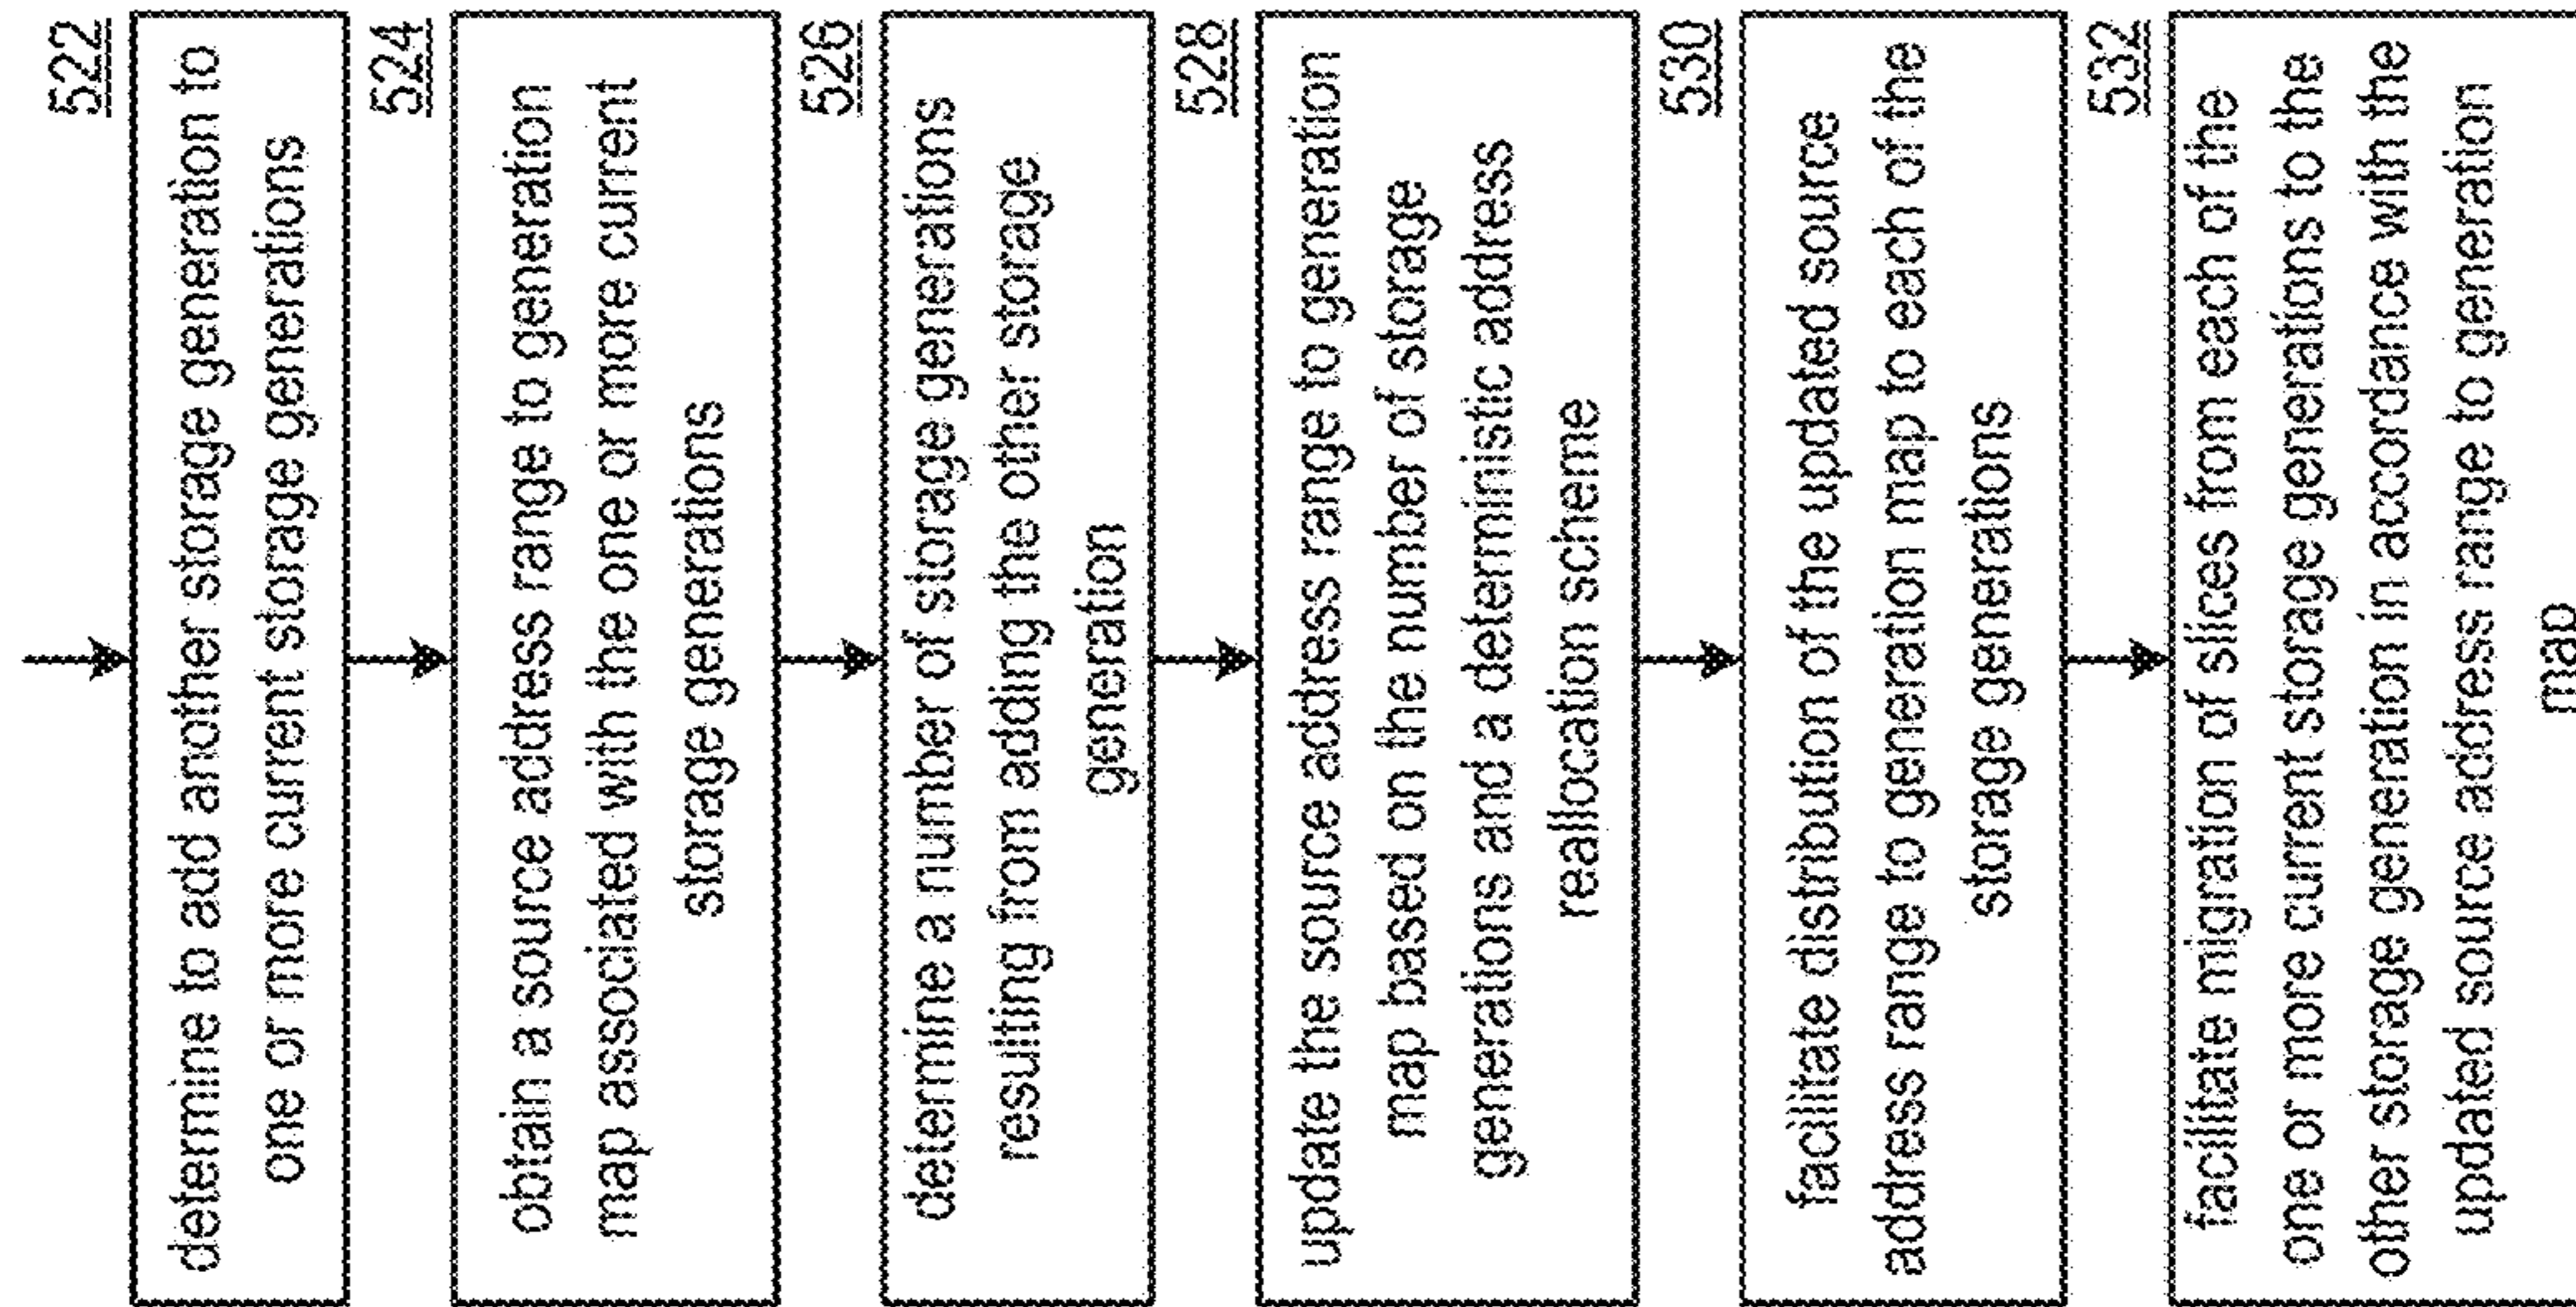 522
determine to add another storage generation to
one or more current storage generations
524
obtain a source address range to generation
map associated with the one or more current
storage generations
526
determine a number of storage generations
resulting from adding the other storage
generation
528
update the source address range to generation
map based on the number of storage
generations and a deterministic address
reallocation scheme
530
facilitate distribution of the updated source
address range to generation map to each of the
storage generations
532
facilitate migration of slices from each of the
one or more current storage generations to the
other storage generation in accordance with the
updated source address range to generation
map